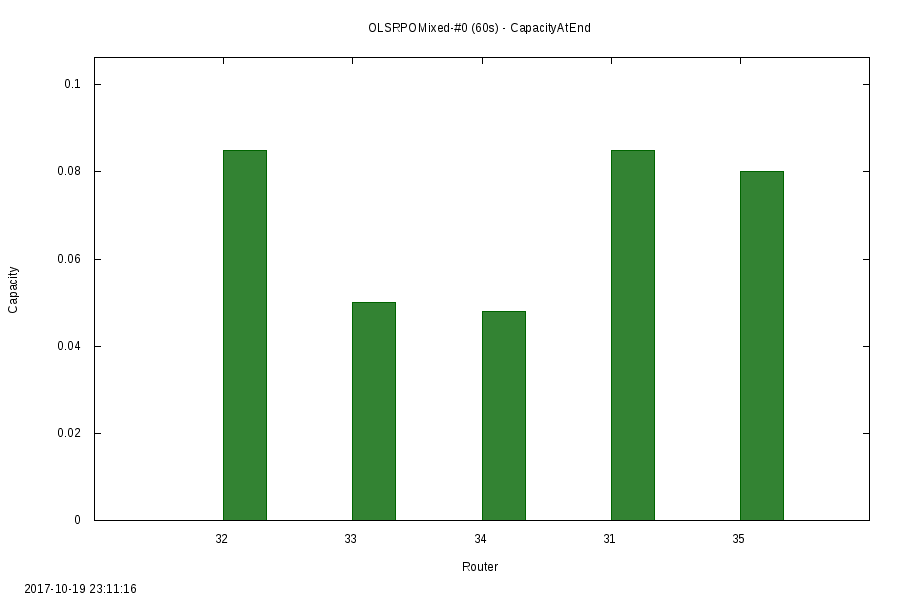 OLSRPOMixed-#0 (60s) - CapacityAtEnd
0.1
0.08
0.06
0.04
0.02
0
Capacity
32 33 34 31 35
Router
2017-10-19 23:11:16